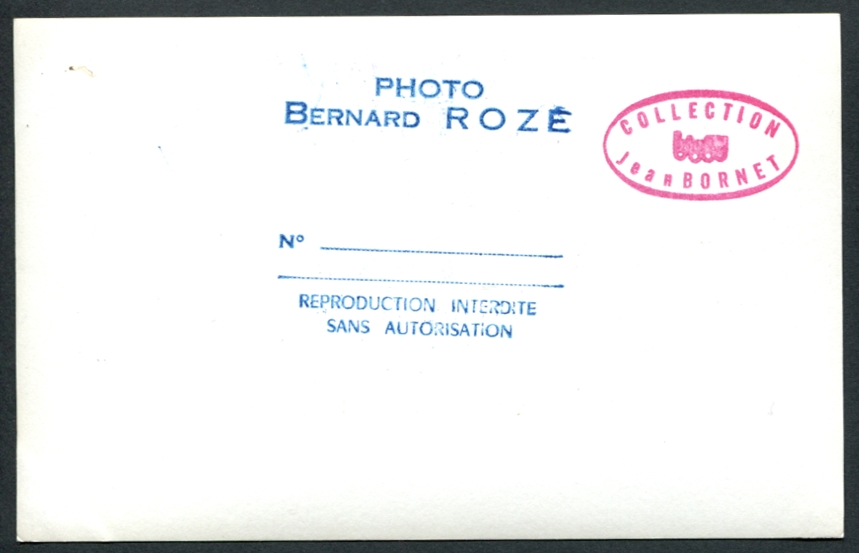 PHOTO
BERNARD ROZÉ
COLLECTION
Jean BORNET
N°
REPRODUCTION INTERDITE
SANS AUTORISATION